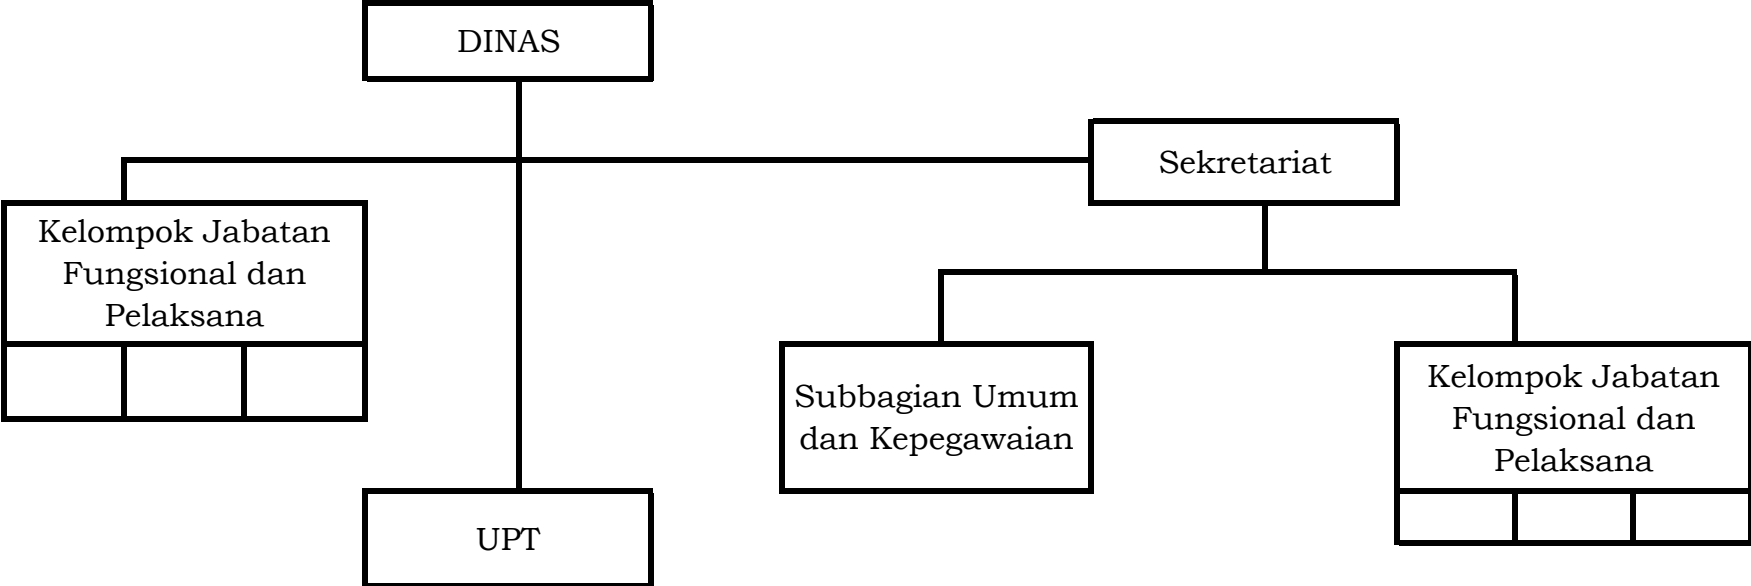 DINAS
Sekretariat
Kelompok Jabatan
Fungsional dan
Pelaksana
Subbagian Umum
dan Kepegawaian
Kelompok Jabatan
Fungsional dan
Pelaksana
UPT